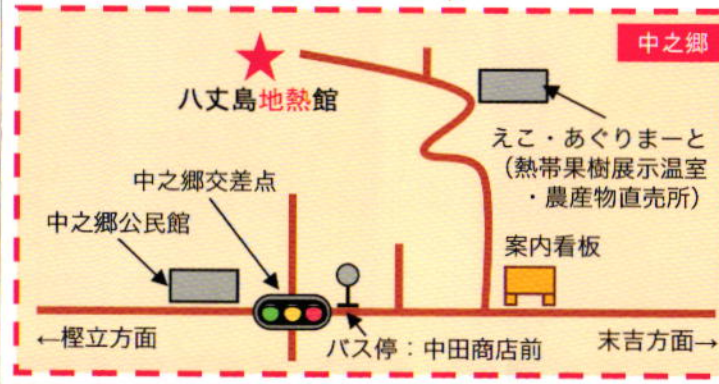 中之郷
八丈島地熱館
えこ・あぐりまーと
(熱帯果樹展示温室
・農産物直売所)
中之郷交差点
中之郷公民館
案内看板
←樫立方面
バス停：中田商店前
末吉方面→